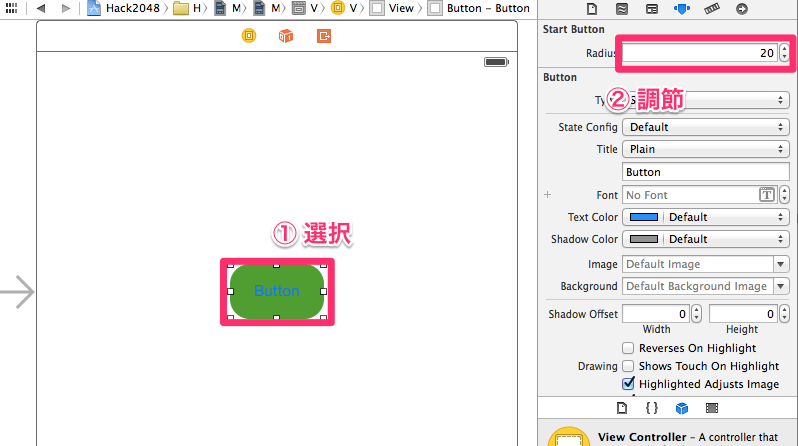 Hack2048 H M M V V View Button – Button
Start Button
Radius 20
Button
② 調節
State Config Default
Title Plain
Button
Font No Font T
Text Color Default
Shadow Color Default
① 選択
Button
Image Default Image
Background Default Background Image
Shadow Offset 0 0
Width Height
Reverses On Highlight
Drawing Shows Touch On Highlight
Highlighted Adjusts Image
{ }
View Controller – A controller that